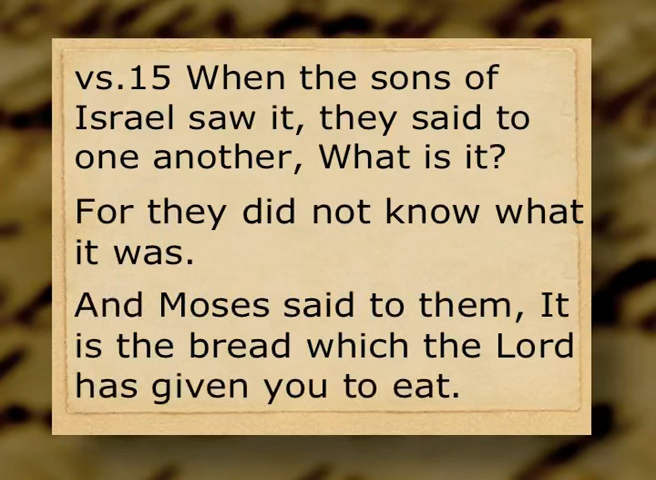 vs.15 When the sons of
Israel saw it, they said to
one another, What is it?
For they did not know what
it was.
And Moses said to them, It
is the bread which the Lord
has given you to eat.